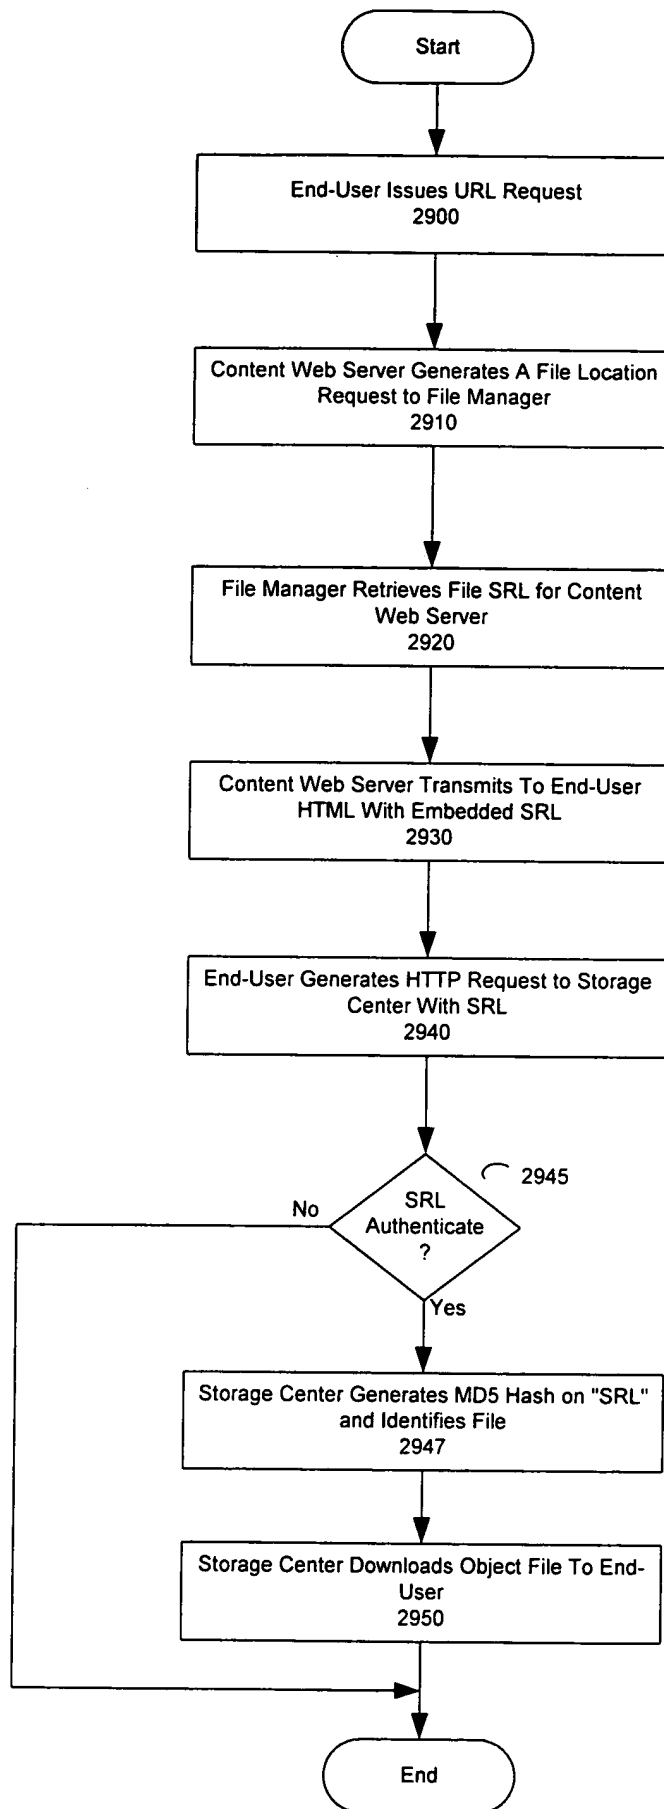 Start
End-User Issues URL Request
2900
Content Web Server Generates A File Location
Request to File Manager
2910
File Manager Retrieves File SRL for Content
Web Server
2920
Content Web Server Transmits To End-User
HTML With Embedded SRL
2930
End-User Generates HTTP Request to Storage
Center With SRL
2940
2945
SRL
Authenticate
?
No
Yes
Storage Center Generates MD5 Hash on "SRL"
and Identifies File
2947
Storage Center Downloads Object File To End-
User
2950
End